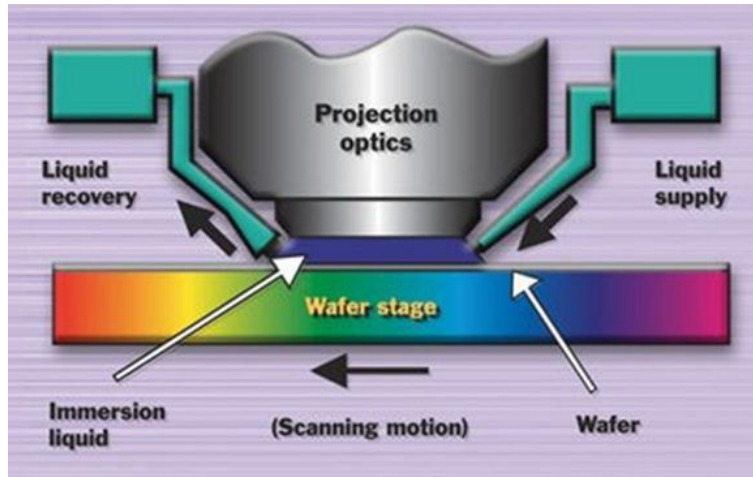 Projection
optics
Liquid
recovery
Liquid
supply
Wafer stage
Immersion
liquid
(Scanning motion)
Wafer